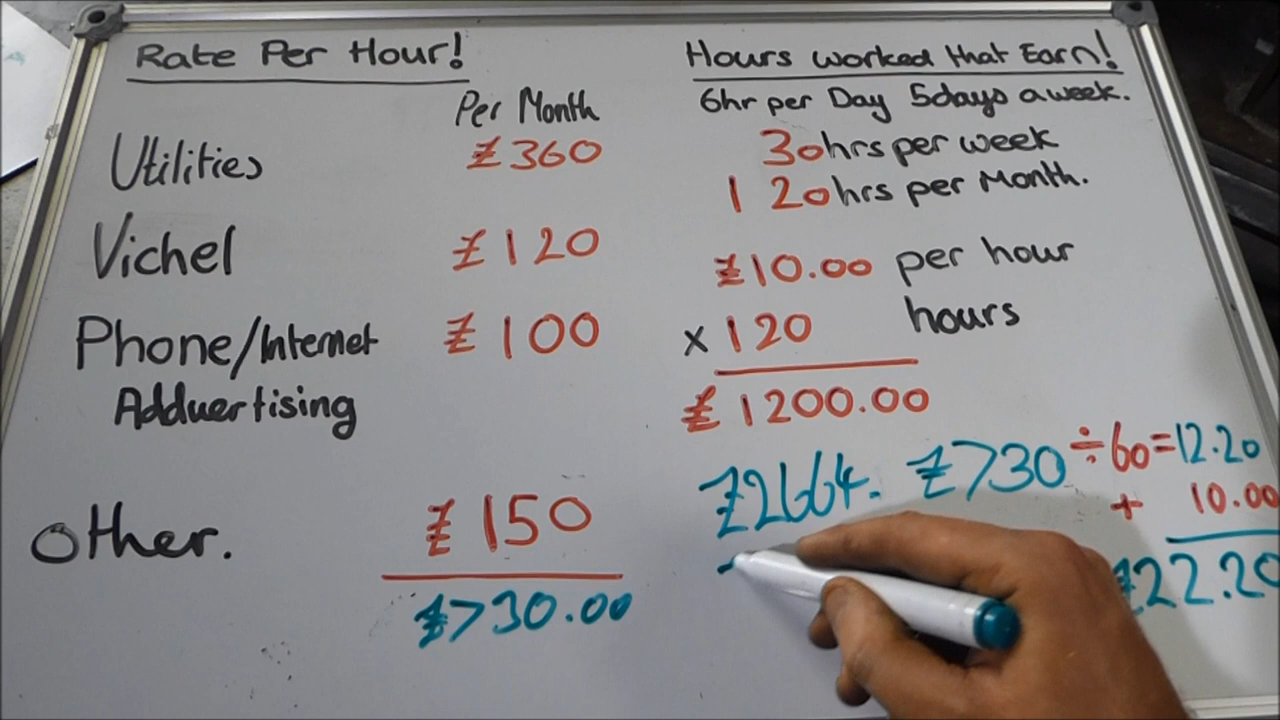 Rate Per Hour!
Per Month
Utilities £360
Vichel £120
Phone/Internet £100
Adduertising
Other. £150
£730.00
Hours worked that Earn!
6hr per Day 5days a week.
30hrs per week
120hrs per Month.
£10.00 per hour
x 120 hours
£1200.00
£2664. £730 ÷60=12.20
+ 10.00
£22.20